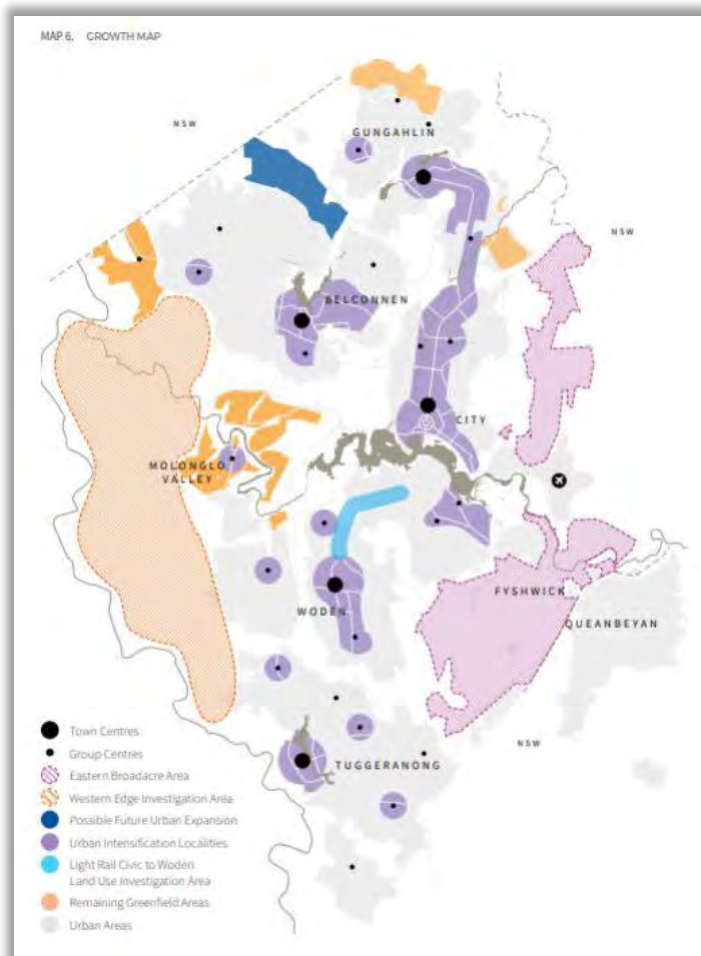 MAP 6. GROWTH MAP
NSW
GUNGAHLIN
NSW
BELCONNEN
CITY
MOLONGLO
VALLEY
FYSHWICK
WODEN
QUEANBEYAN
NSW
TUGGERANONG
Town Centres
Group Centres
Eastern Broadacre Area
Western Edge Investigation Area
Possible Future Urban Expansion
Urban Intensification Localities
Light Rail Civic to Woden
Land Use Investigation Area
Remaining Greenfield Areas
Urban Areas